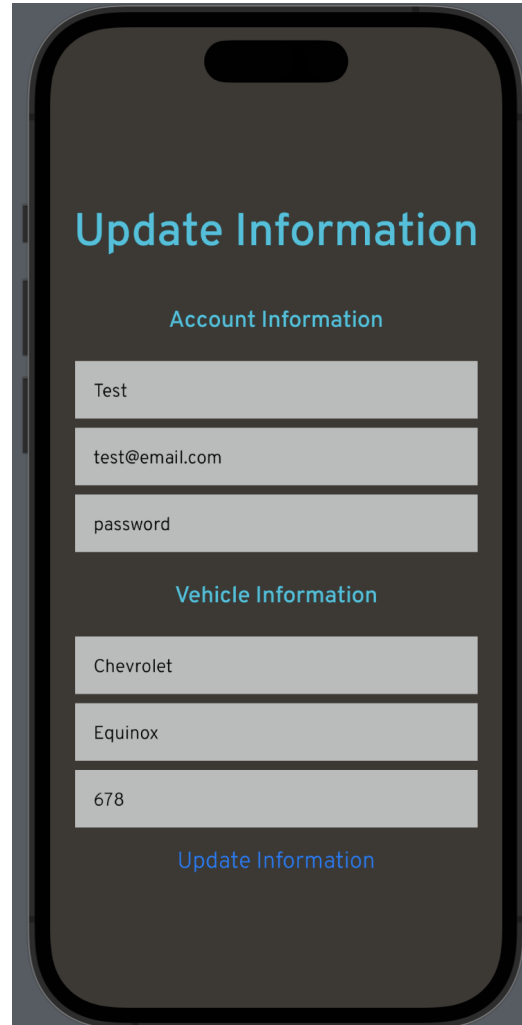 Update Information
Account Information
Test
test@email.com
password
Vehicle Information
Chevrolet
Equinox
678
Update Information